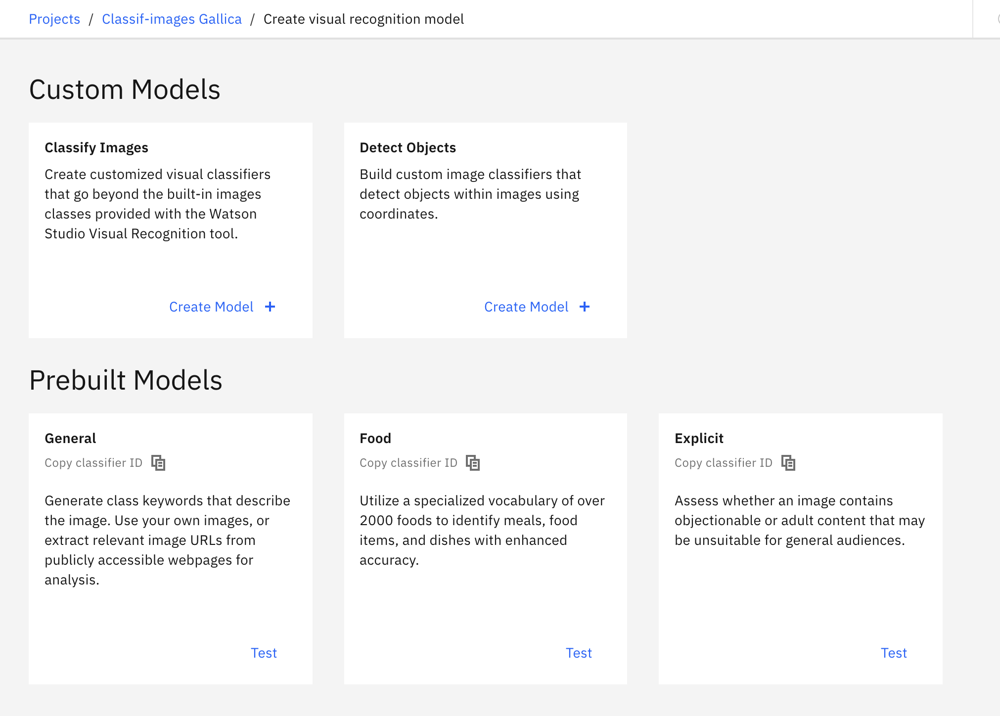 Projects / Classif-images Gallica / Create visual recognition model
Custom Models
Classify Images
Create customized visual classifiers
that go beyond the built-in images
classes provided with the Watson
Studio Visual Recognition tool.
Create Model +
Detect Objects
Build custom image classifiers that
detect objects within images using
coordinates.
Create Model +
Prebuilt Models
General
Copy classifier ID
Generate class keywords that describe
the image. Use your own images, or
extract relevant image URLs from
publicly accessible webpages for
analysis.
Test
Food
Copy classifier ID
Utilize a specialized vocabulary of over
2000 foods to identify meals, food
items, and dishes with enhanced
accuracy.
Test
Explicit
Copy classifier ID
Assess whether an image contains
objectionable or adult content that may
be unsuitable for general audiences.
Test